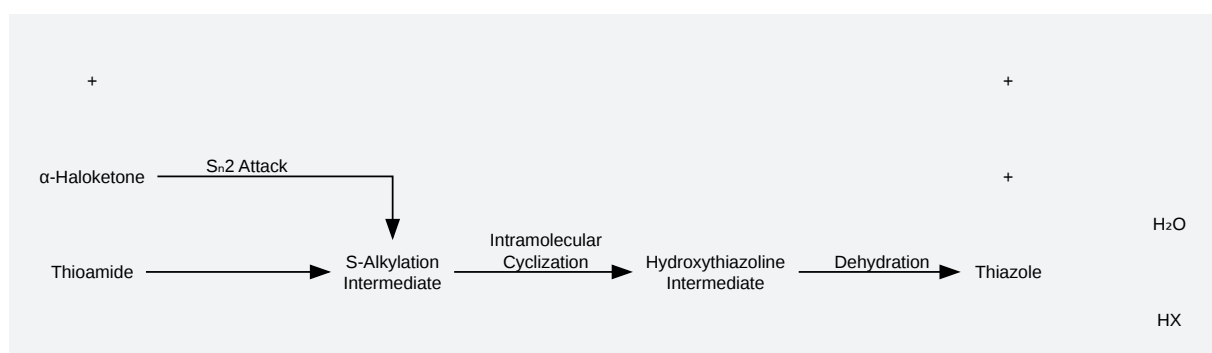 +
+
Sₙ2 Attack
α-Haloketone
+
H₂O
Intramolecular
Cyclization
Thioamide
S-Alkylation
Intermediate
Hydroxythiazoline
Intermediate
Dehydration
Thiazole
HX